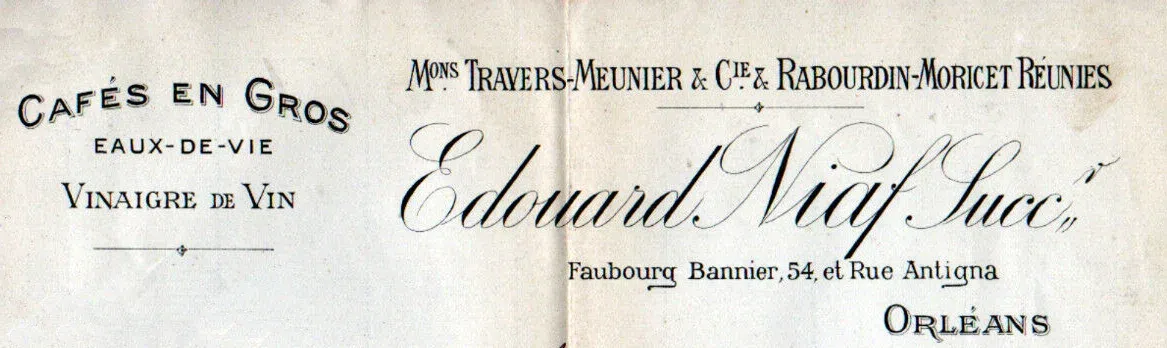 CAFÉS EN GROS
EAUX-DE-VIE
VINAIGRE DE VIN
MONS. TRAVERS-MEUNIER & CIE. & RABOURDIN-MORICET RÉUNIES
Edouard Niaf Succr
Faubourg Bannier, 54, et Rue Antigna
ORLÉANS